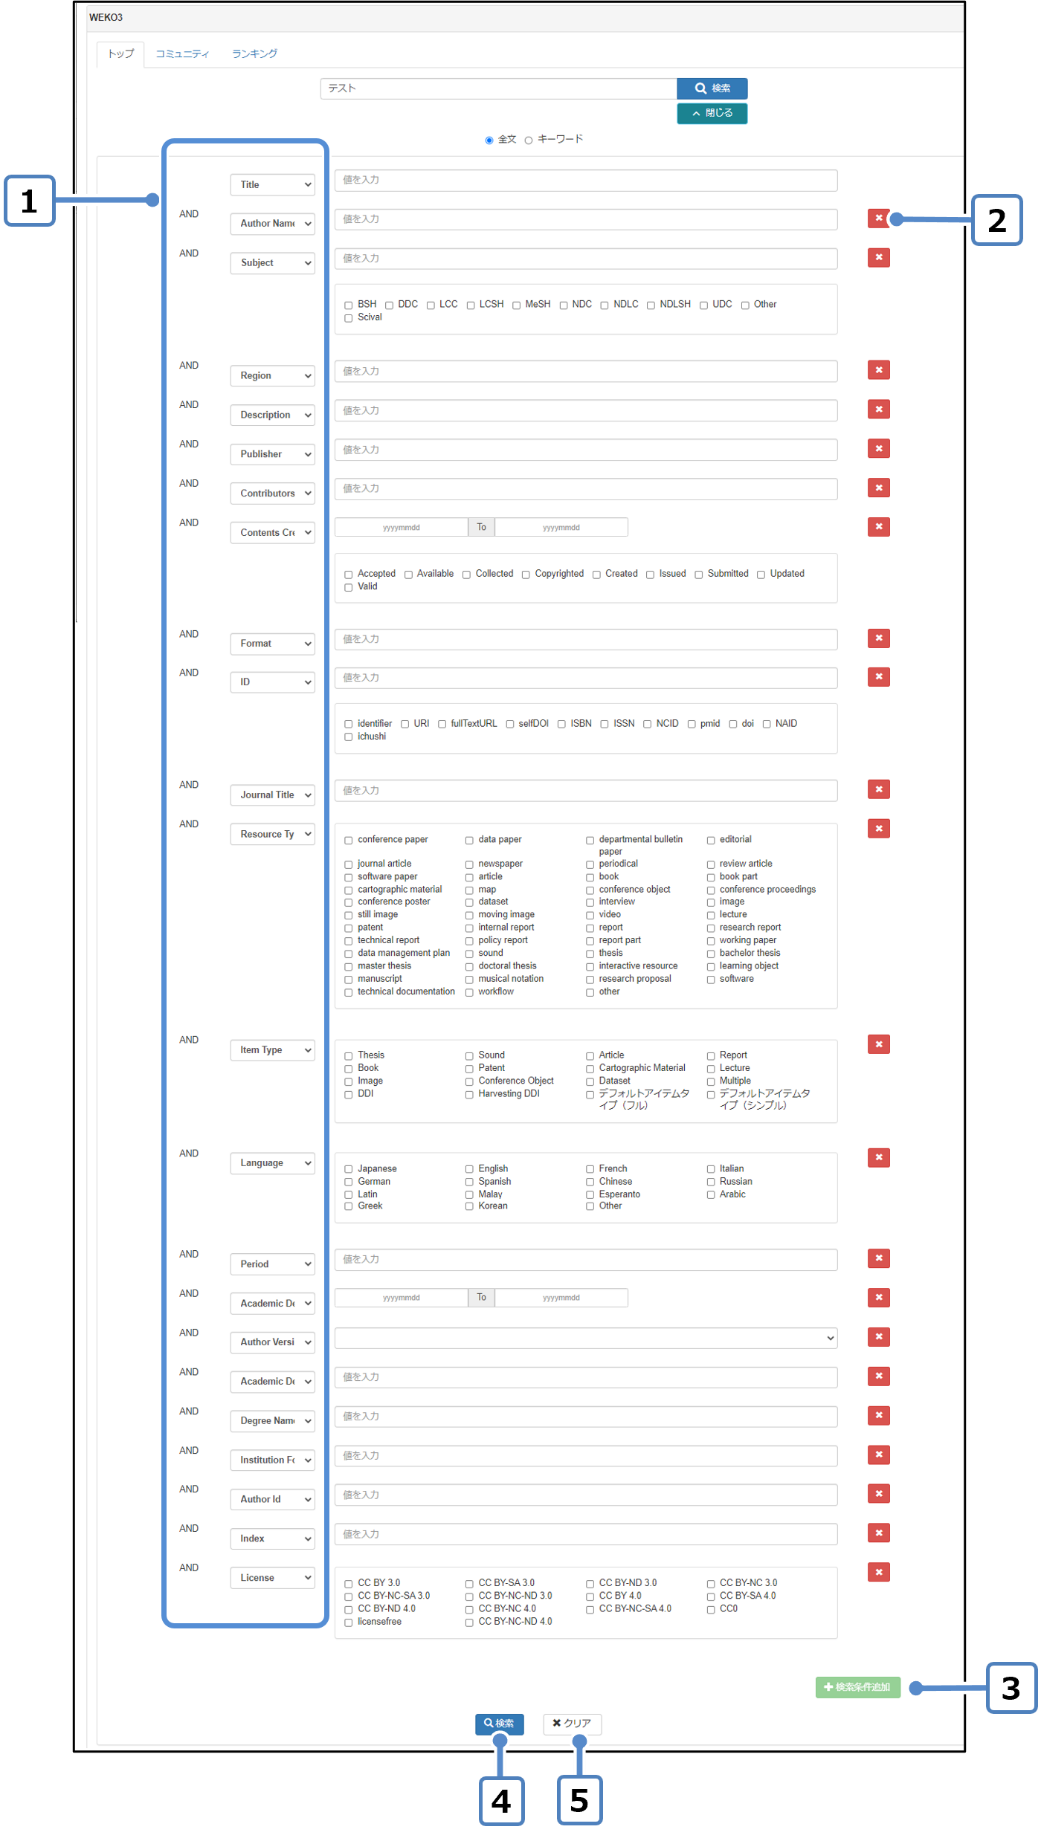 WEKO3
トップ コミュニティ ランキング
テスト 検索
閉じる
全文 キーワード
1
Title 値を入力
AND Author Name 値を入力
2
AND Subject 値を入力
BSH DDC LCC LCSH MeSH NDC NDLC NDLSH UDC Other
Scival
AND Region 値を入力
AND Description 値を入力
AND Publisher 値を入力
AND Contributors 値を入力
AND Contents Cre yyyymmdd To yyyymmdd
Accepted Available Collected Copyrighted Created Issued Submitted Updated
Valid
AND Format 値を入力
AND ID 値を入力
identifier URI fullTextURL selfDOI ISBN ISSN NCID pmid doi NAID
ichushi
AND Journal Title 値を入力
AND Resource Ty
conference paper data paper departmental bulletin paper editorial
journal article newspaper periodical review article
software paper article book book part
cartographic material map conference object conference proceedings
conference poster dataset interview image
still image moving image video lecture
patent internal report report research report
technical report policy report report part working paper
data management plan sound thesis bachelor thesis
master thesis doctoral thesis interactive resource learning object
manuscript musical notation research proposal software
technical documentation workflow other
AND Item Type
Thesis Sound Article Report
Book Patent Cartographic Material Lecture
Image Conference Object Dataset Multiple
DDI Harvesting DDI デフォルトアイテムタイプ（フル） デフォルトアイテムタイプ（シンプル）
AND Language
Japanese English French Italian
German Spanish Chinese Russian
Latin Malay Esperanto Arabic
Greek Korean Other
AND Period 値を入力
AND Academic De yyyymmdd To yyyymmdd
AND Author Versi
AND Academic De 値を入力
AND Degree Name 値を入力
AND Institution Fo 値を入力
AND Author Id 値を入力
AND Index 値を入力
AND License
CC BY 3.0 CC BY-SA 3.0 CC BY-ND 3.0 CC BY-NC 3.0
CC BY-NC-SA 3.0 CC BY-NC-ND 3.0 CC BY 4.0 CC BY-SA 4.0
CC BY-ND 4.0 CC BY-NC 4.0 CC BY-NC-SA 4.0 CC0
licensefree CC BY-NC-ND 4.0
検索条件追加
3
検索 クリア
4 5